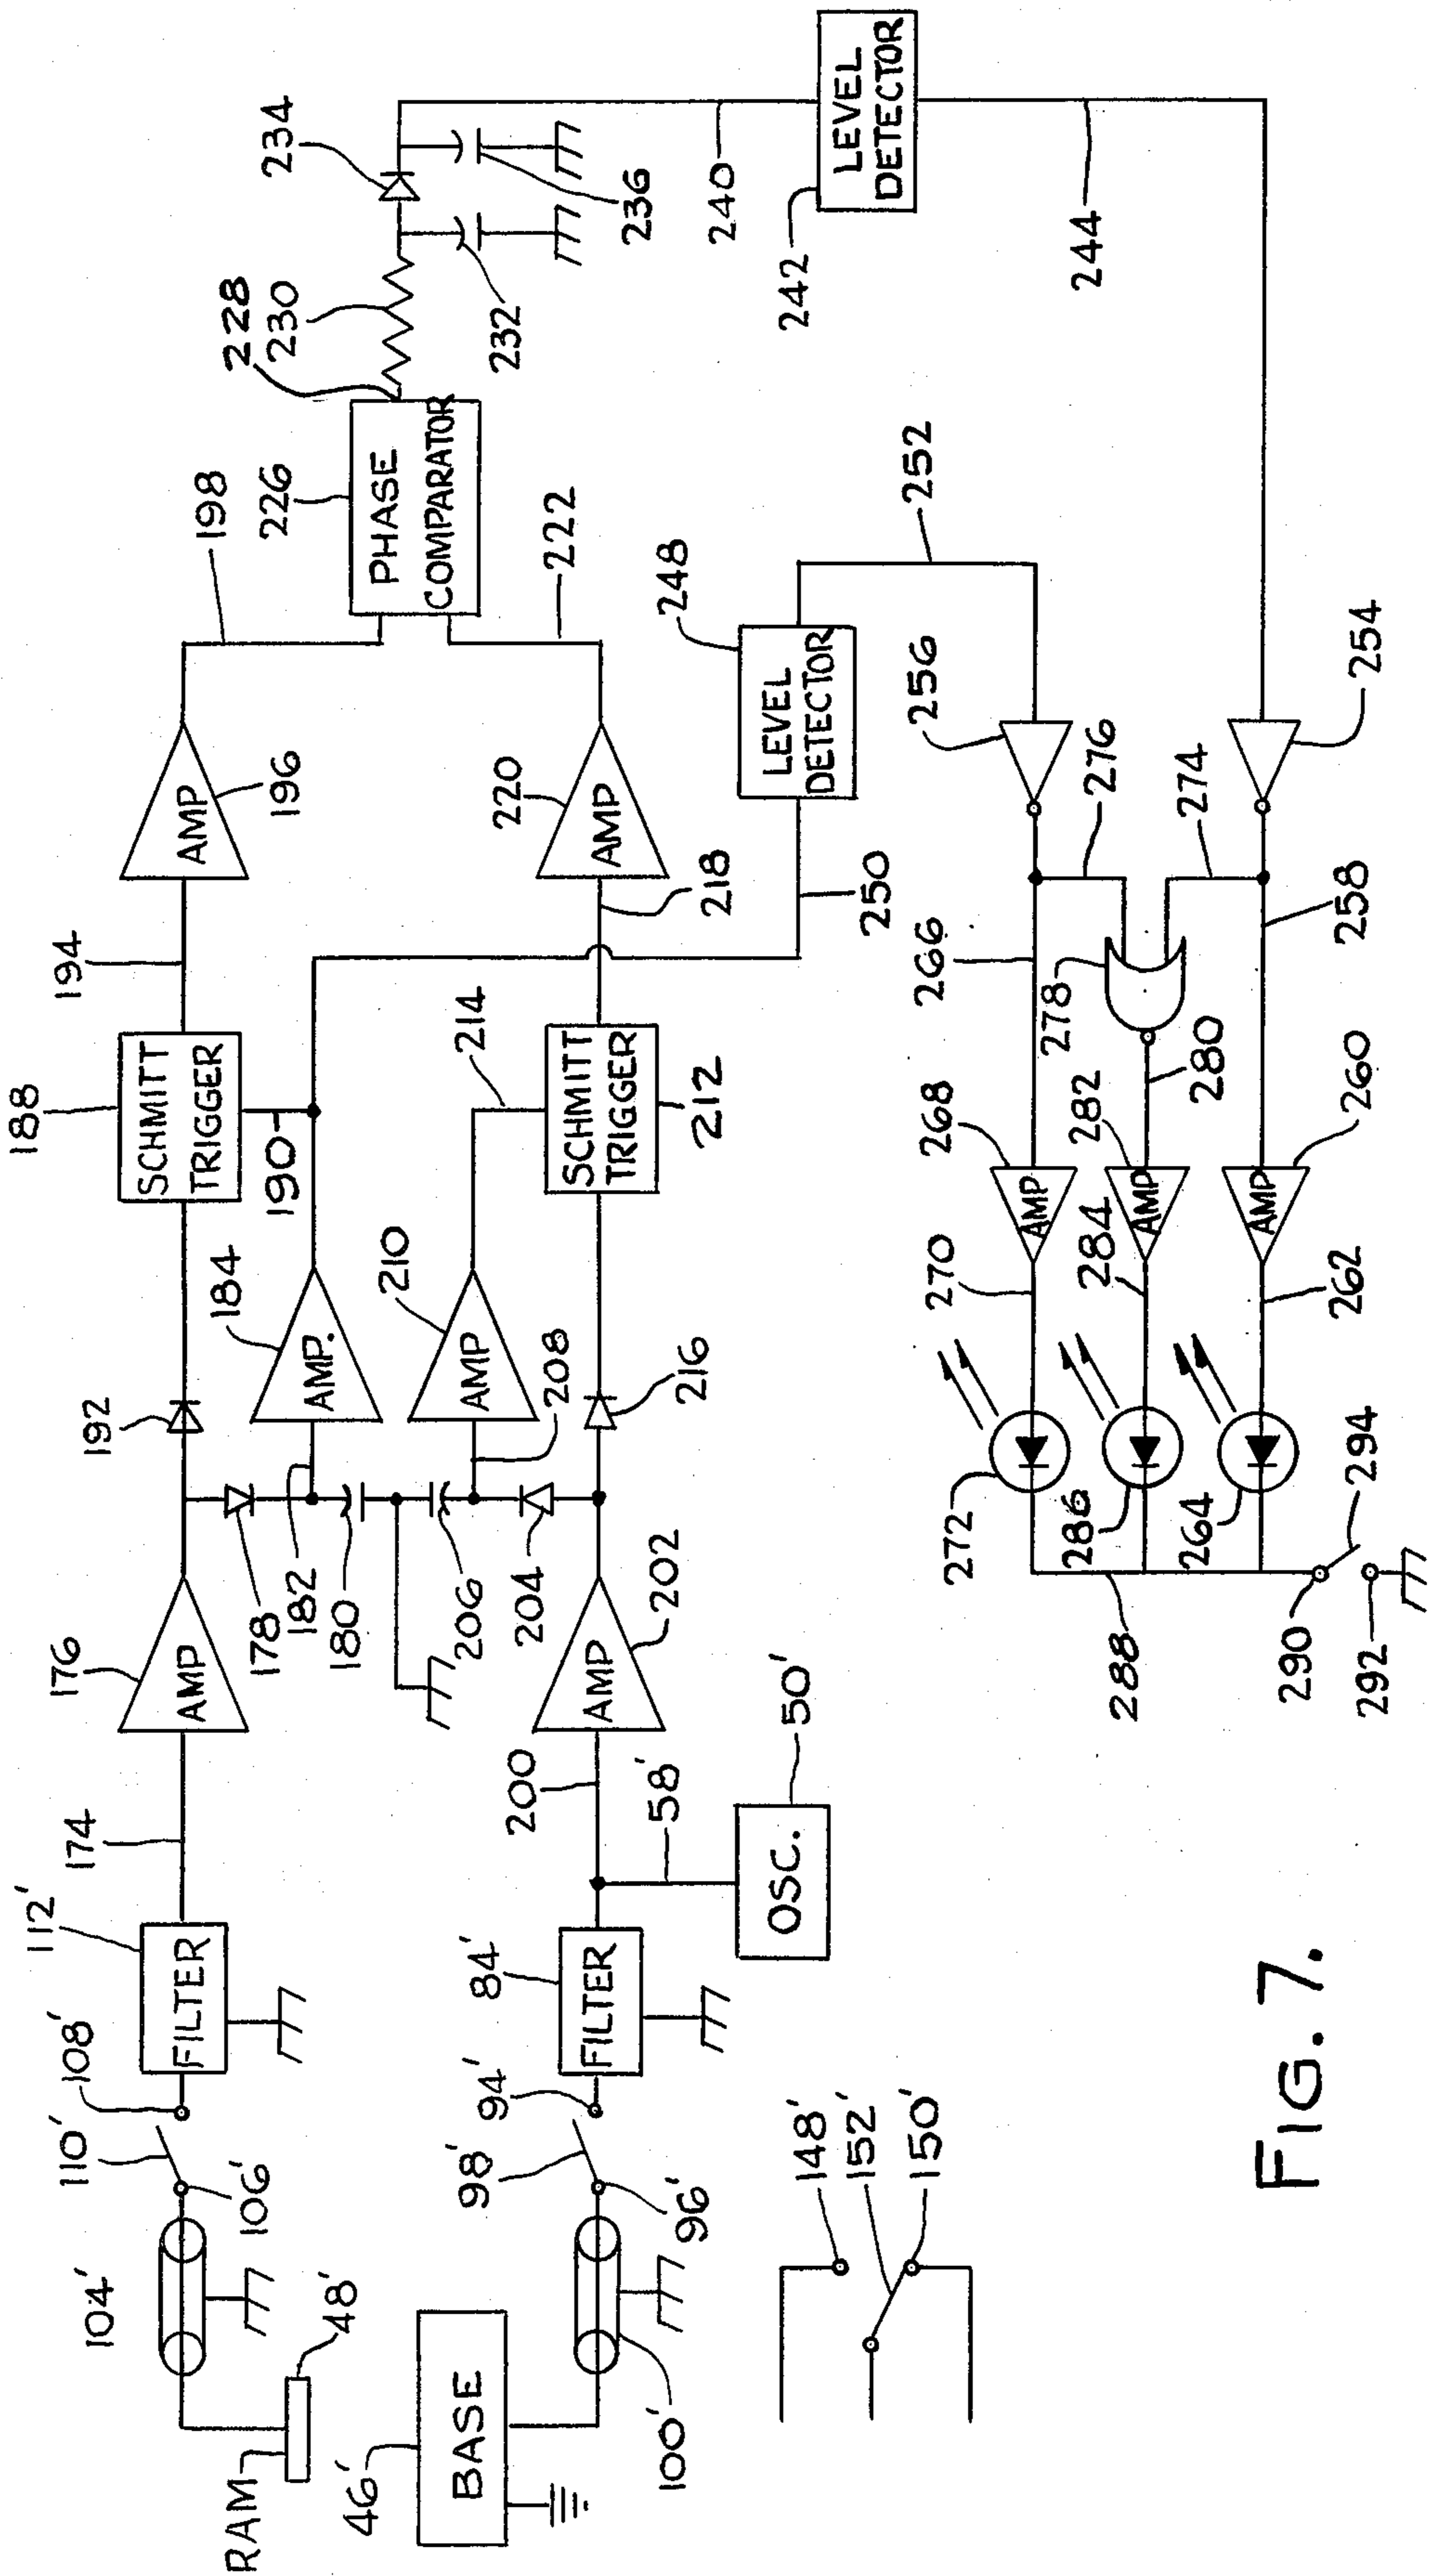 188
SCHMITT
TRIGGER
194
AMP
196
198
192
190
184
AMP.
176
AMP
174
112'
FILTER
108'
110'
106'
104'
48'
RAM
178
182
180
206
204
210
AMP
208
214
SCHMITT
TRIGGER
212
216
218
220
AMP
222
226
PHASE
COMPARATOR
228
230
232
234
236
240
242
LEVEL
DETECTOR
244
248
LEVEL
DETECTOR
250
252
202
AMP
200
58'
50'
OSC.
84'
FILTER
94'
98'
96'
100'
46'
BASE
148'
152'
150'
256
254
276
274
266
258
278
280
268
AMP
282
AMP
260
AMP
270
284
262
272
286
264
288
290
292
294
FIG. 7.